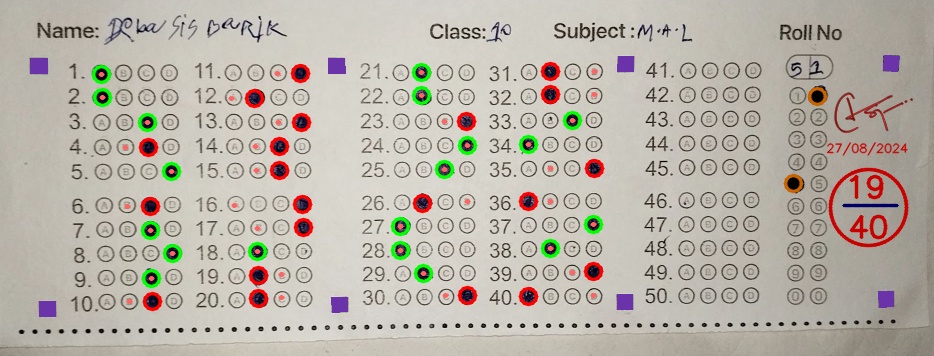 Name: Debasis Barik Class: 10 Subject: M.A.L Roll No
1. A B C D 11. A B C D 21. A B C D 31. A B C D 41. A B C D 51
2. A B C D 12. A B C D 22. A B C D 32. A B C D 42. A B C D 1 1
3. A B C D 13. A B C D 23. A B C D 33. A B C D 43. A B C D 2 2
4. A B C D 14. A B C D 24. A B C D 34. A B C D 44. A B C D 3 3
27/08/2024
5. A B C D 15. A B C D 25. A B C D 35. A B C D 45. A B C D 4 4
5
6. A B C D 16. A B C D 26. A B C D 36. A B C D 46. A B C D 6 6
7. A B C D 17. A B C D 27. A B C D 37. A B C D 47. A B C D 7 7
8. A B C D 18. A B C D 28. A B C D 38. A B C D 48. A B C D 8 8
9. A B C D 19. A B C D 29. A B C D 39. A B C D 49. A B C D 9 9
10. A B C D 20. A B C D 30. A B C D 40. A B C D 50. A B C D 0 0
19
40